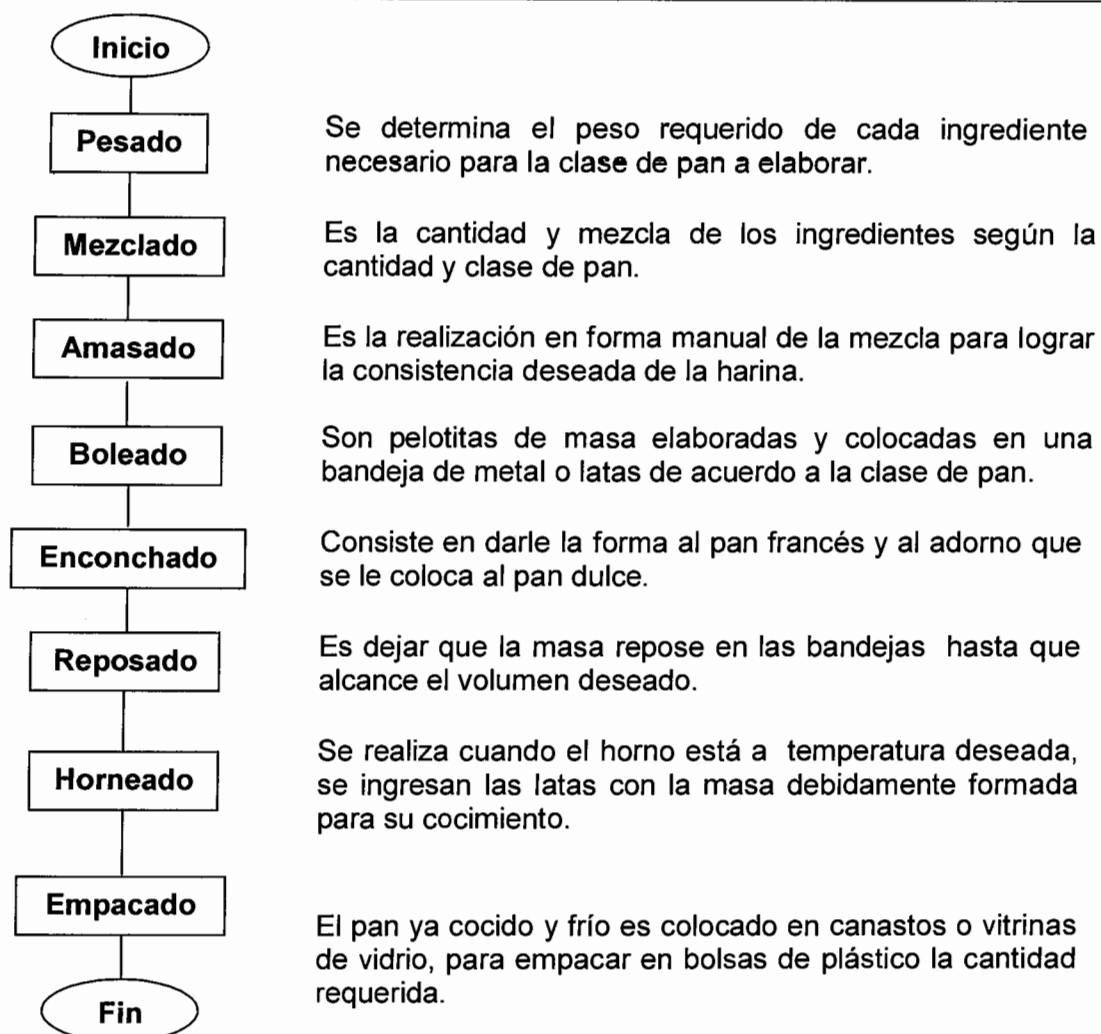 Inicio
Pesado
Se determina el peso requerido de cada ingrediente
necesario para la clase de pan a elaborar.
Mezclado
Es la cantidad y mezcla de los ingredientes según la
cantidad y clase de pan.
Amasado
Es la realización en forma manual de la mezcla para lograr
la consistencia deseada de la harina.
Boleado
Son pelotitas de masa elaboradas y colocadas en una
bandeja de metal o latas de acuerdo a la clase de pan.
Enconchado
Consiste en darle la forma al pan francés y al adorno que
se le coloca al pan dulce.
Reposado
Es dejar que la masa repose en las bandejas hasta que
alcance el volumen deseado.
Horneado
Se realiza cuando el horno está a temperatura deseada,
se ingresan las latas con la masa debidamente formada
para su cocimiento.
Empacado
El pan ya cocido y frío es colocado en canastos o vitrinas
de vidrio, para empacar en bolsas de plástico la cantidad
requerida.
Fin